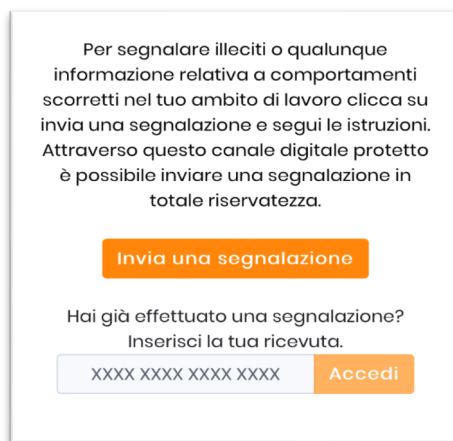 Per segnalare illeciti o qualunque
informazione relativa a comportamenti
scorretti nel tuo ambito di lavoro clicca su
invia una segnalazione e segui le istruzioni.
Attraverso questo canale digitale protetto
è possibile inviare una segnalazione in
totale riservatezza.
Invia una segnalazione
Hai già effettuato una segnalazione?
Inserisci la tua ricevuta.
XXXX XXXX XXXX XXXX Accedi